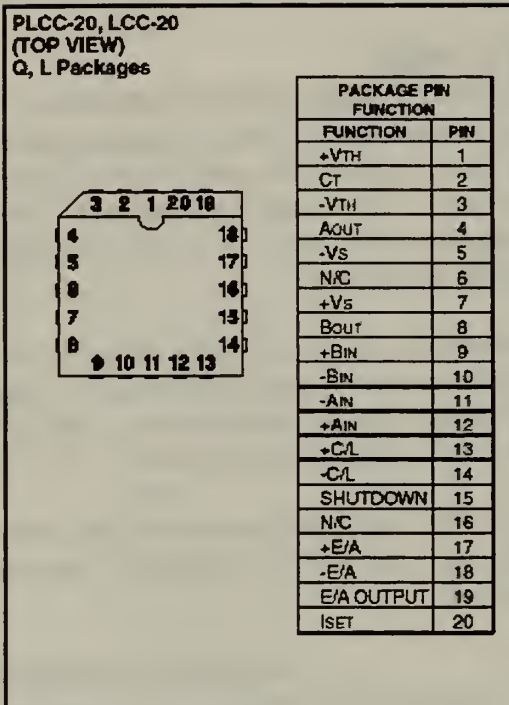 PLCC-20, LCC-20
(TOP VIEW)
Q, L Packages
3 2 1 20 19
4 18
5 17
6 16
7 15
8 14
9 10 11 12 13
PACKAGE PIN
FUNCTION
FUNCTION PIN
+VTH 1
CT 2
-VTH 3
AOUT 4
-VS 5
N/C 6
+VS 7
BOUT 8
+BIN 9
-BIN 10
-AIN 11
+AIN 12
+C/L 13
-C/L 14
SHUTDOWN 15
N/C 16
+E/A 17
-E/A 18
E/A OUTPUT 19
ISET 20